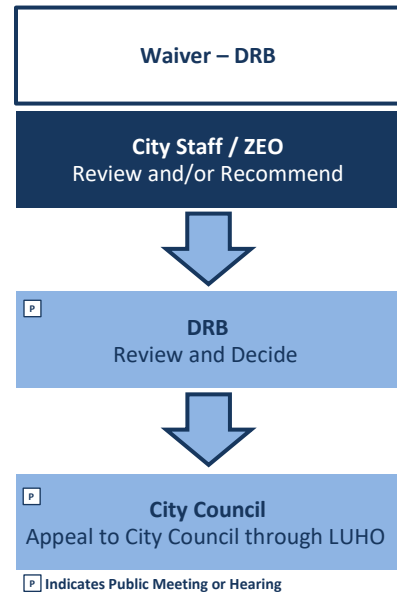 Waiver – DRB
City Staff / ZEO
Review and/or Recommend
P
DRB
Review and Decide
P
City Council
Appeal to City Council through LUHO
P Indicates Public Meeting or Hearing